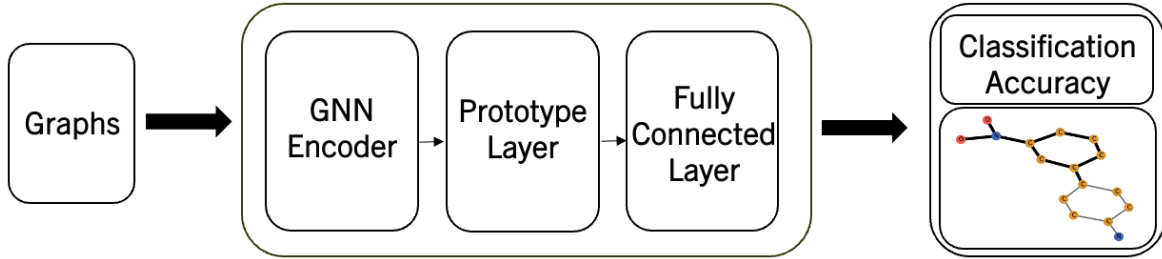 Graphs
GNN
Encoder
Prototype
Layer
Fully
Connected
Layer
Classification
Accuracy
O
O
N
C
C
C
C
C
C
C
C
C
C
C
C
N